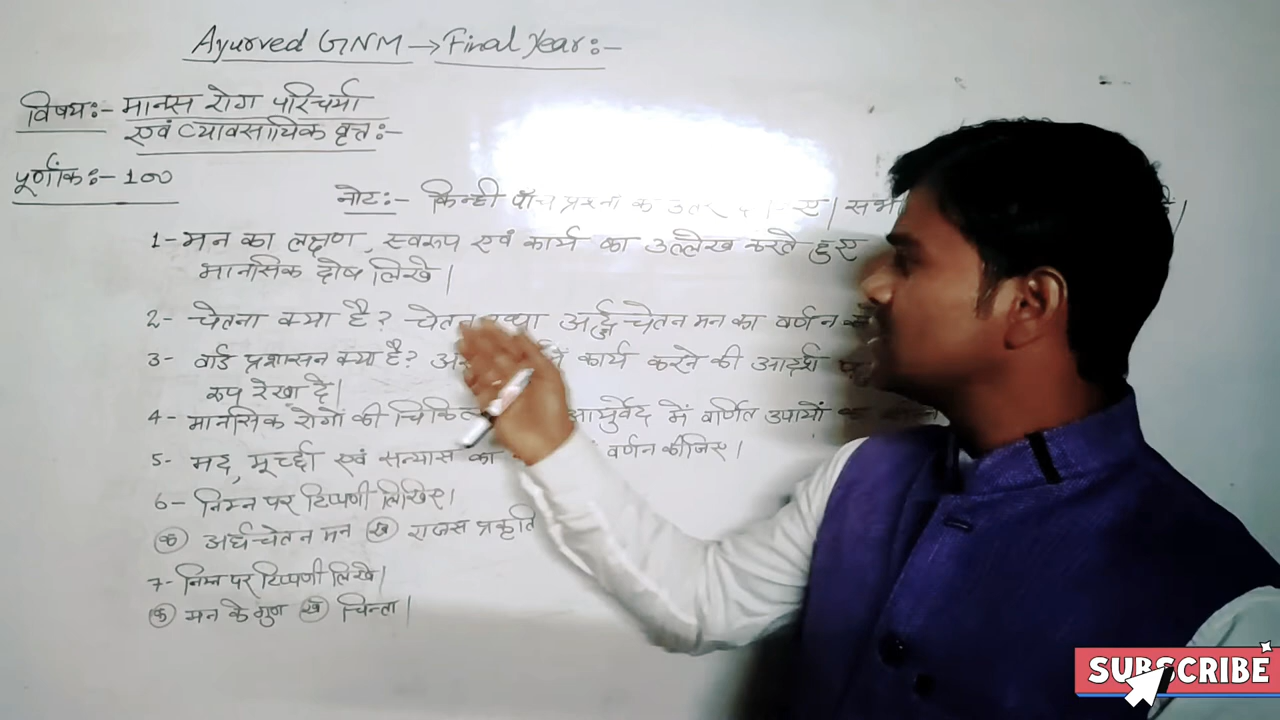 Ayurved GNM → Final Year:-
विषय:- मानस रोग परिचर्या
एवं व्यावसायिक वृत्त:-
पूर्णांक:- 100
नोट:- किन्ही पाँच प्रश्नो के उत्तर दीजिए। सभी
1- मन का लक्षण, स्वरूप एवं कार्य का उल्लेख करते हुए
मानसिक दोष लिखे।
2- चेतना क्या है? चेतन तथा अर्द्ध चेतन मन का वर्णन
3- वार्ड प्रशासन क्या है? कार्य करने की आदर्श
रुप रेखा दे।
4- मानसिक रोगो की आयुर्वेद में वर्णित उपायों का
5- मद, मूर्च्छा एवं सन्यास का वर्णन कीजिए।
6- निम्न पर टिप्पणी लिखिए।
(क) अर्धचेतन मन (ख) राजस प्रकृति
7- निम्न पर टिप्पणी लिखे।
(क) मन के गुण (ख) चिन्ता।
SUBSCRIBE